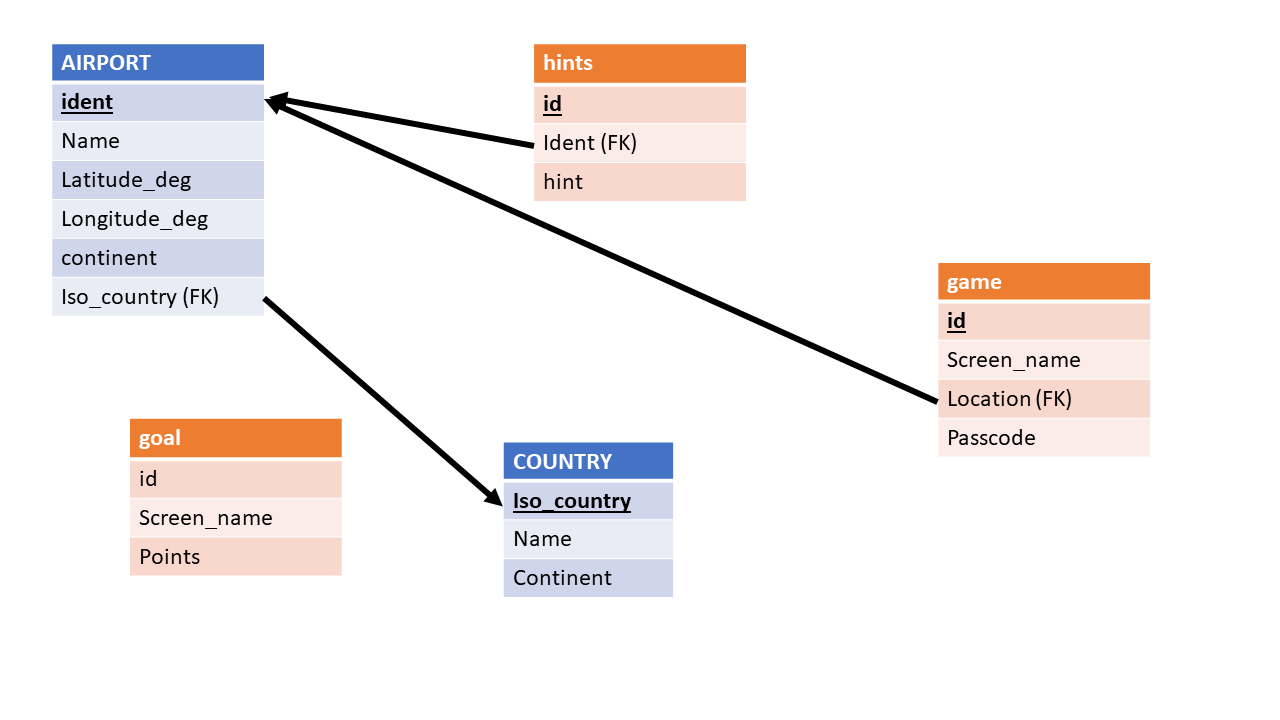 AIRPORT
ident
Name
Latitude_deg
Longitude_deg
continent
Iso_country (FK)
hints
id
Ident (FK)
hint
game
id
Screen_name
Location (FK)
Passcode
goal
id
Screen_name
Points
COUNTRY
Iso_country
Name
Continent